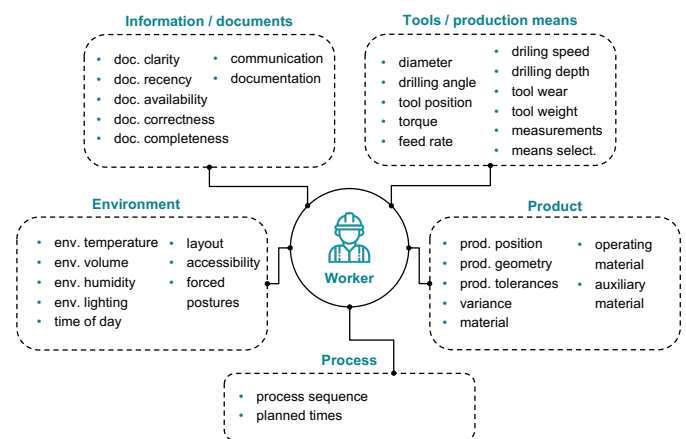 Information / documents
doc. clarity
doc. recency
doc. availability
doc. correctness
doc. completeness
communication
documentation
Tools / production means
diameter
drilling angle
tool position
torque
feed rate
driling speed
drilling depth
tool wear
tool weight
measurements
means select.
Environment
env. temperature
env. volume
env. humidity
env. lighting
time of day
layout
accessibility
forced
postures
Worker
Product
prod. position
prod. geometry
prod. tolerances
variance
material
operating
material
auxiliary
material
Process
process sequence
planned times